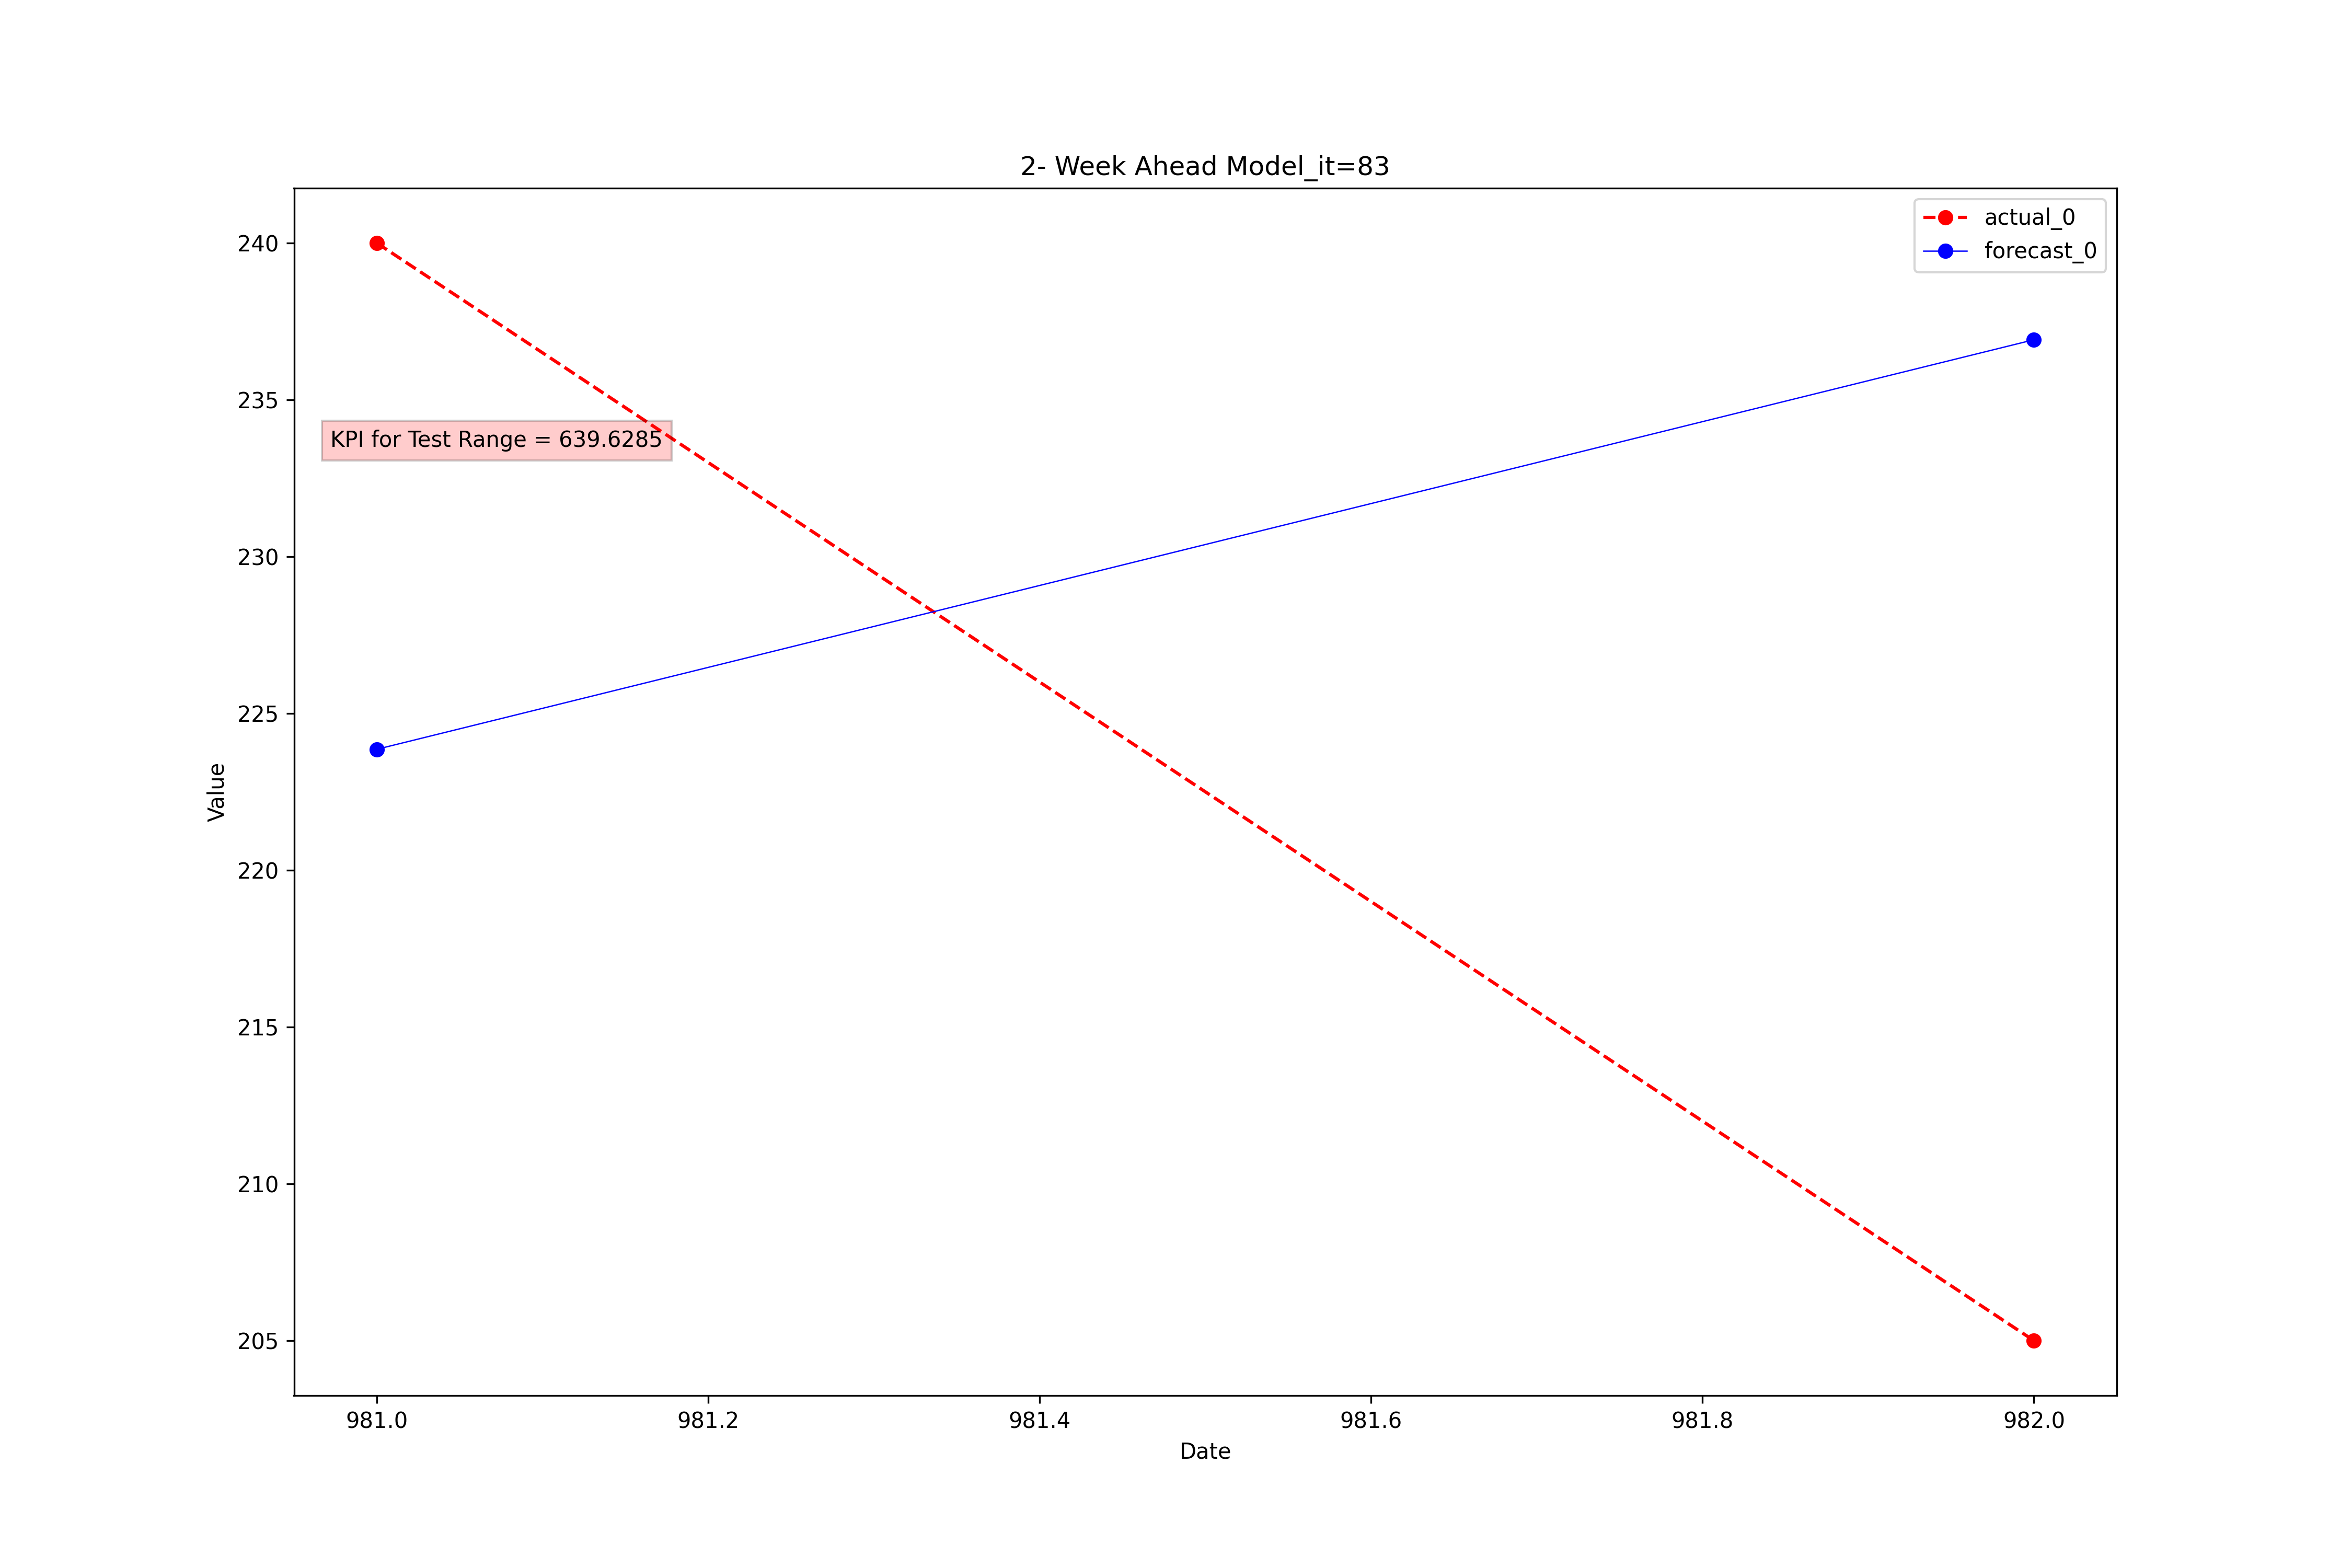 2- Week Ahead Model_it=83
actual_0
forecast_0
240
235
KPI for Test Range = 639.6285
230
225
220
215
210
205
Value
981.0 981.2 981.4 981.6 981.8 982.0
Date